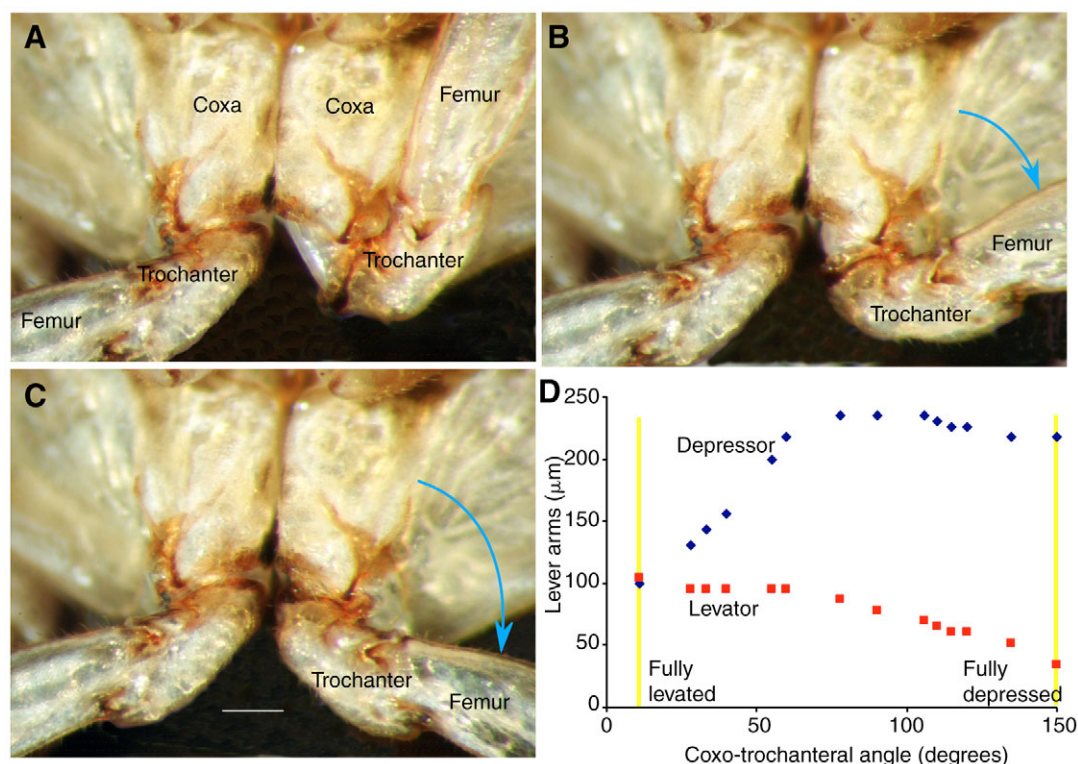 A
Coxa
Coxa
Femur
Trochanter
Trochanter
Femur
B
Femur
Trochanter
C
Trochanter
Femur
D
250
200
150
100
50
0
Lever arms (μm)
Depressor
Levator
Fully
levated
Fully
depressed
0
50
100
150
Coxo-trochanteral angle (degrees)